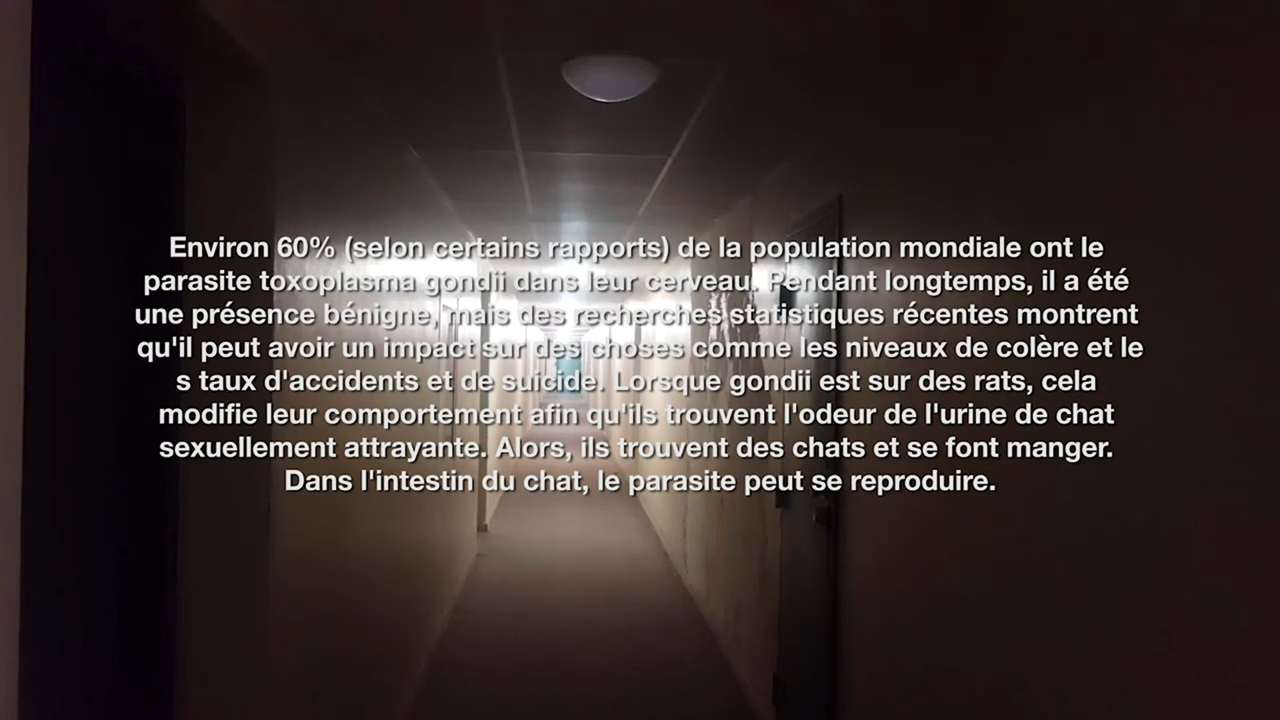 Environ 60% (selon certains rapports) de la population mondiale ont le
parasite toxoplasma gondii dans leur cerveau. Pendant longtemps, il a été
une présence bénigne, mais des recherches statistiques récentes montrent
qu'il peut avoir un impact sur des choses comme les niveaux de colère et le
s taux d'accidents et de suicide. Lorsque gondii est sur des rats, cela
modifie leur comportement afin qu'ils trouvent l'odeur de l'urine de chat
sexuellement attrayante. Alors, ils trouvent des chats et se font manger.
Dans l'intestin du chat, le parasite peut se reproduire.